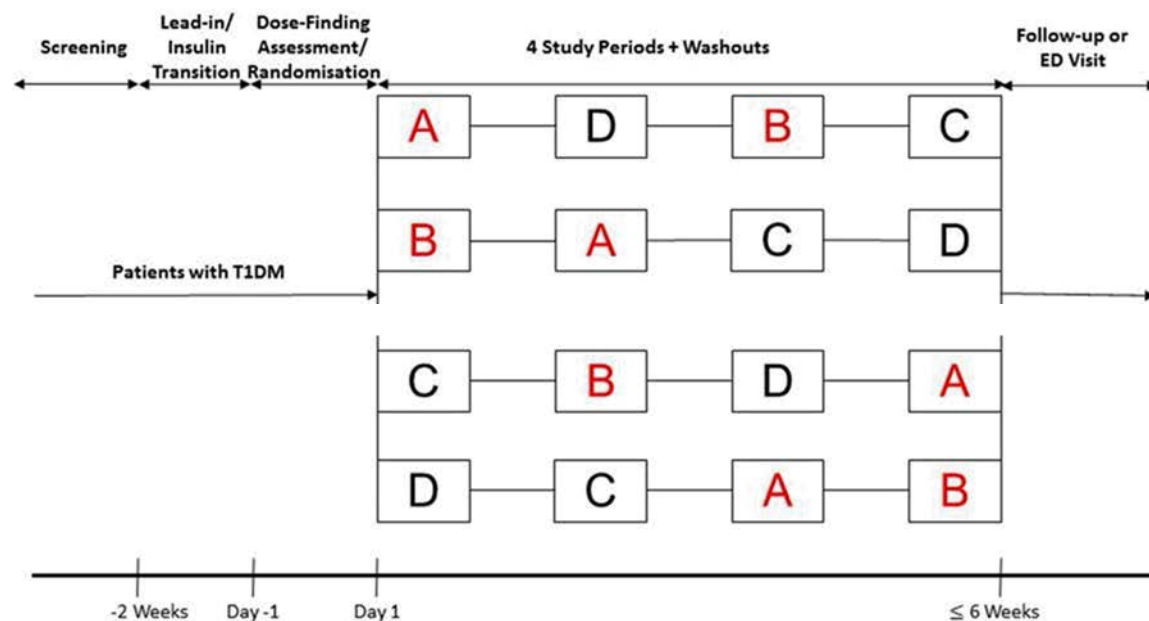 Screening
Lead-in/
Insulin
Transition
Dose-Finding
Assessment/
Randomisation
4 Study Periods + Washouts
Follow-up or
ED Visit
A D B C
B A C D
Patients with T1DM
C B D A
D C A B
-2 Weeks Day -1 Day 1 ≤ 6 Weeks